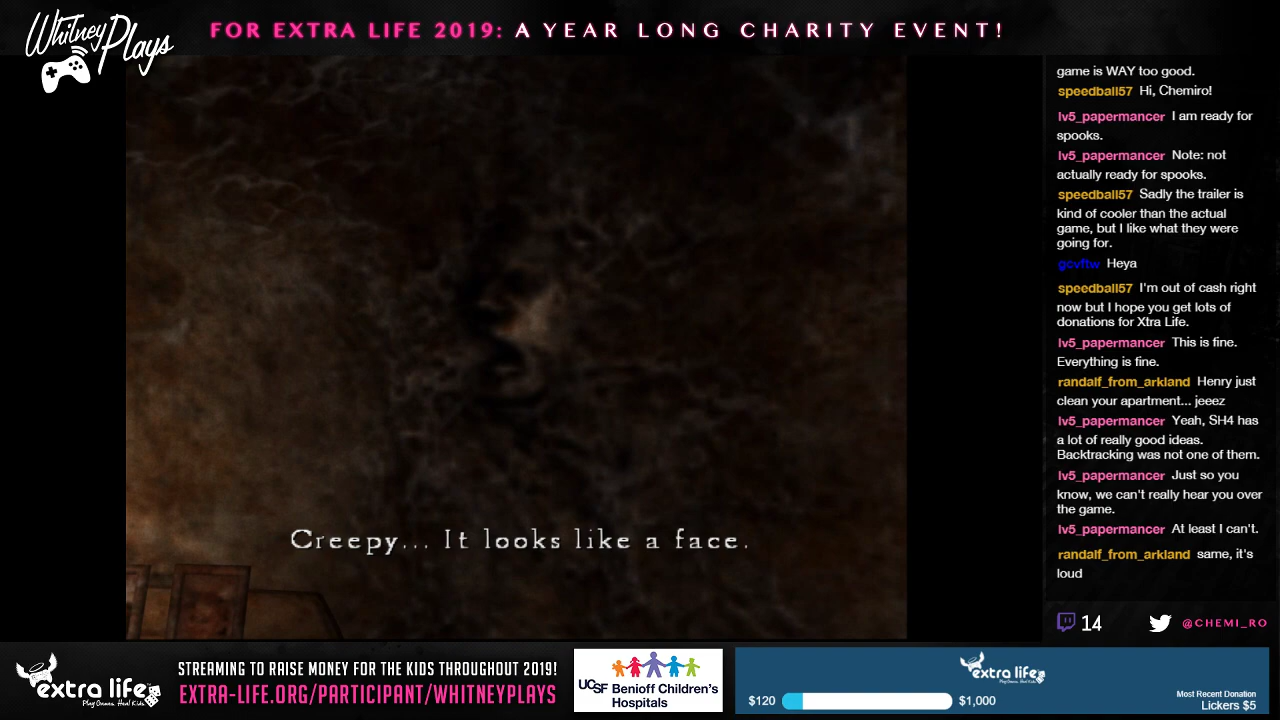 Whitney Plays
FOR EXTRA LIFE 2019: A YEAR LONG CHARITY EVENT!
game is WAY too good.
speedball57 Hi, Chemiro!
lv5_papermancer I am ready for
spooks.
lv5_papermancer Note: not
actually ready for spooks.
speedball57 Sadly the trailer is
kind of cooler than the actual
game, but I like what they were
going for.
gcvftw Heya
speedball57 I'm out of cash right
now but I hope you get lots of
donations for Xtra Life.
lv5_papermancer This is fine.
Everything is fine.
randalf_from_arkland Henry just
clean your apartment... jeeez
lv5_papermancer Yeah, SH4 has
a lot of really good ideas.
Backtracking was not one of them.
lv5_papermancer Just so you
know, we can't really hear you over
the game.
lv5_papermancer At least I can't.
randalf_from_arkland same, it's
loud
Creepy... It looks like a face.
14 @CHEMI_RO
extra life
Play Games. Heal Kids.
STREAMING TO RAISE MONEY FOR THE KIDS THROUGHOUT 2019!
EXTRA-LIFE.ORG/PARTICIPANT/WHITNEYPLAYS
UCSF Benioff Children's
Hospitals
extra life
Play Games. Heal Kids.
$120 $1,000
Most Recent Donation
Lickers $5